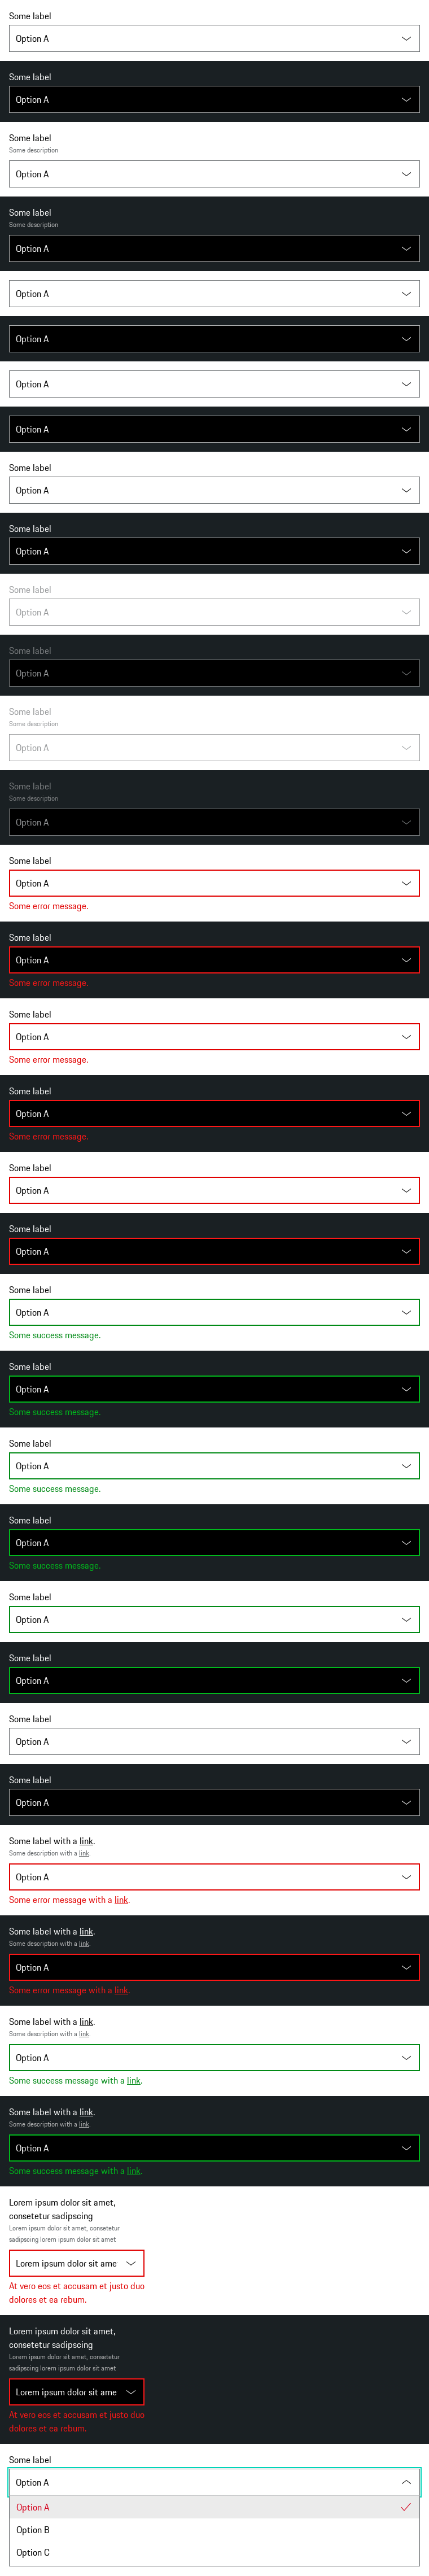 Some label
Option A
Some label
Option A
Some label
Some description
Option A
Some label
Some description
Option A
Option A
Option A
Option A
Option A
Some label
Option A
Some label
Option A
Some label
Option A
Some label
Option A
Some label
Some description
Option A
Some label
Some description
Option A
Some label
Option A
Some error message.
Some label
Option A
Some error message.
Some label
Option A
Some error message.
Some label
Option A
Some error message.
Some label
Option A
Some label
Option A
Some label
Option A
Some success message.
Some label
Option A
Some success message.
Some label
Option A
Some success message.
Some label
Option A
Some success message.
Some label
Option A
Some label
Option A
Some label
Option A
Some label
Option A
Some label with a link.
Some description with a link.
Option A
Some error message with a link.
Some label with a link.
Some description with a link.
Option A
Some error message with a link.
Some label with a link.
Some description with a link.
Option A
Some success message with a link.
Some label with a link.
Some description with a link.
Option A
Some success message with a link.
Lorem ipsum dolor sit amet,
consetetur sadipscing
Lorem ipsum dolor sit amet, consetetur
sadipscing lorem ipsum dolor sit amet
Lorem ipsum dolor sit ame
At vero eos et accusam et justo duo
dolores et ea rebum.
Lorem ipsum dolor sit amet,
consetetur sadipscing
Lorem ipsum dolor sit amet, consetetur
sadipscing lorem ipsum dolor sit amet
Lorem ipsum dolor sit ame
At vero eos et accusam et justo duo
dolores et ea rebum.
Some label
Option A
Option A
Option B
Option C